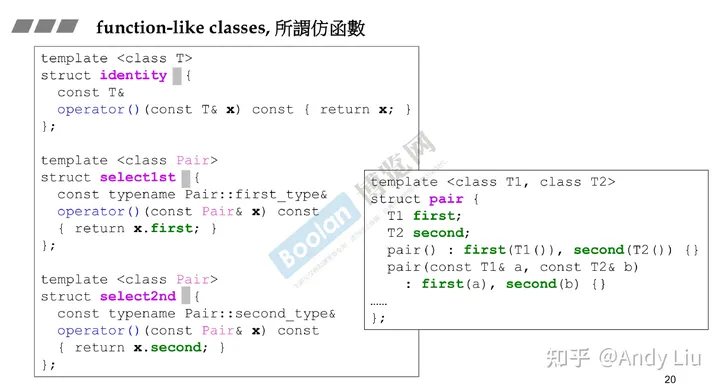 function-like classes, 所謂仿函數
template <class T>
struct identity {
  const T&
  operator()(const T& x) const { return x; }
};
template <class Pair>
struct select1st {
  const typename Pair::first_type&
  operator()(const Pair& x) const
  { return x.first; }
};
template <class Pair>
struct select2nd {
  const typename Pair::second_type&
  operator()(const Pair& x) const
  { return x.second; }
};
template <class T1, class T2>
struct pair {
  T1 first;
  T2 second;
  pair() : first(T1()), second(T2()) {}
  pair(const T1& a, const T2& b)
    : first(a), second(b) {}
……
};
Boolan 博览网
知乎 @Andy Liu
20